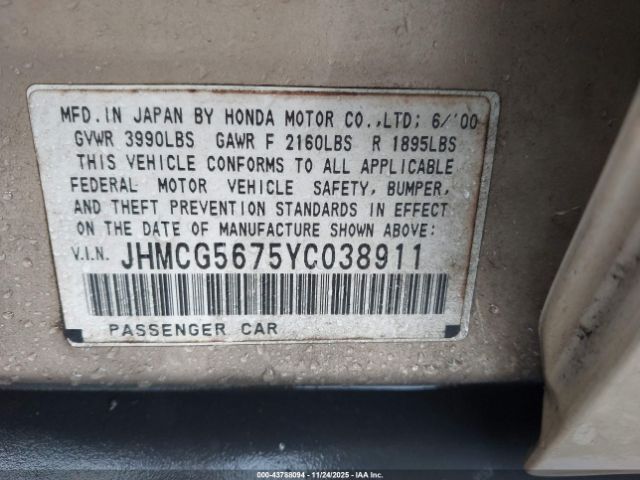 MFD. IN JAPAN BY HONDA MOTOR CO.,LTD; 6/'00
GVWR 3990LBS GAWR F 2160LBS R 1895LBS
THIS VEHICLE CONFORMS TO ALL APPLICABLE
FEDERAL MOTOR VEHICLE SAFETY, BUMPER,
AND THEFT PREVENTION STANDARDS IN EFFECT
ON THE DATE OF MANUFACTURE SHOWN ABOVE:
V.I.N. JHMCG5675YC038911
PASSENGER CAR
000-43788094 - 11/24/2025 - IAA Inc.